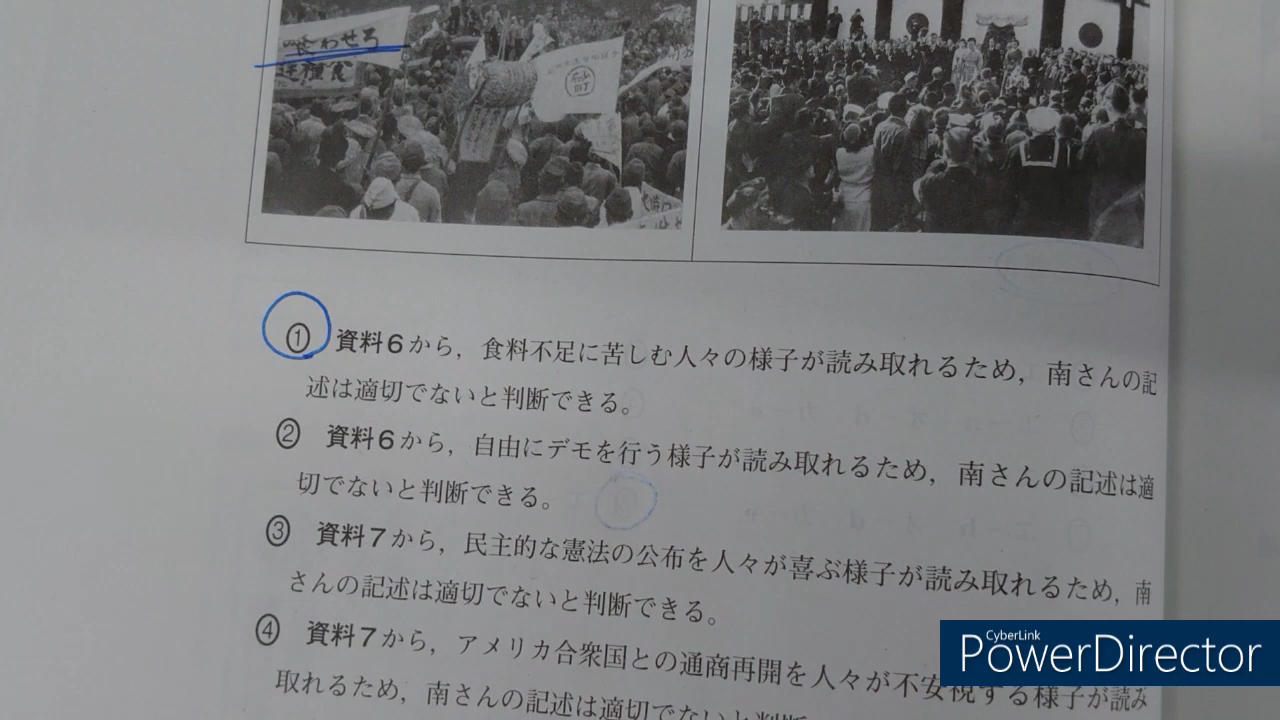 食わせろ
① 資料6から，食料不足に苦しむ人々の様子が読み取れるため，南さんの記
述は適切でないと判断できる。
② 資料6から，自由にデモを行う様子が読み取れるため，南さんの記述は適
切でないと判断できる。
③ 資料7から，民主的な憲法の公布を人々が喜ぶ様子が読み取れるため，南
さんの記述は適切でないと判断できる。
④ 資料7から，アメリカ合衆国との通商再開を人々が不安視する様子が読み
取れるため，南さんの記述は適切でないと判断
CyberLink
PowerDirector